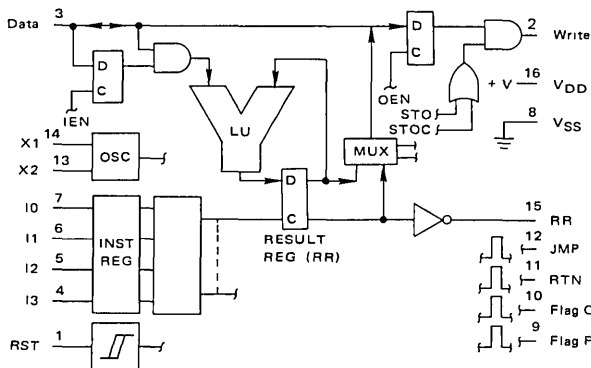 Data 3
D
C
IEN
LU
D
C
OEN
2 Write
+ V 16 VDD
STO
STOC
8 VSS
X1 14
X2 13
OSC
MUX
I0 7
I1 6
I2 5
I3 4
INST
REG
D
C
RESULT
REG (RR)
15 RR
12 JMP
11 RTN
10 Flag O
9 Flag F
RST 1